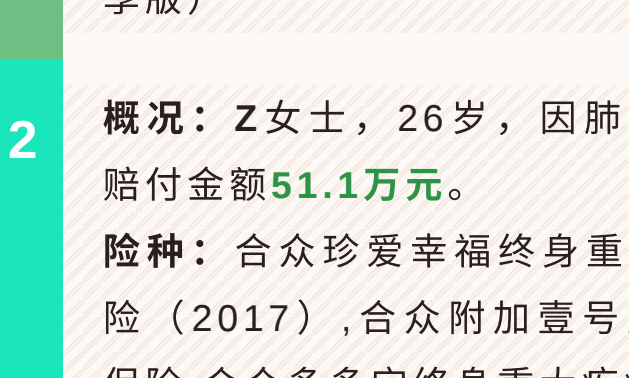 季版）
2
概况：Z女士，26岁，因肺
赔付金额51.1万元。
险种：合众珍爱幸福终身重
险（2017）,合众附加壹号